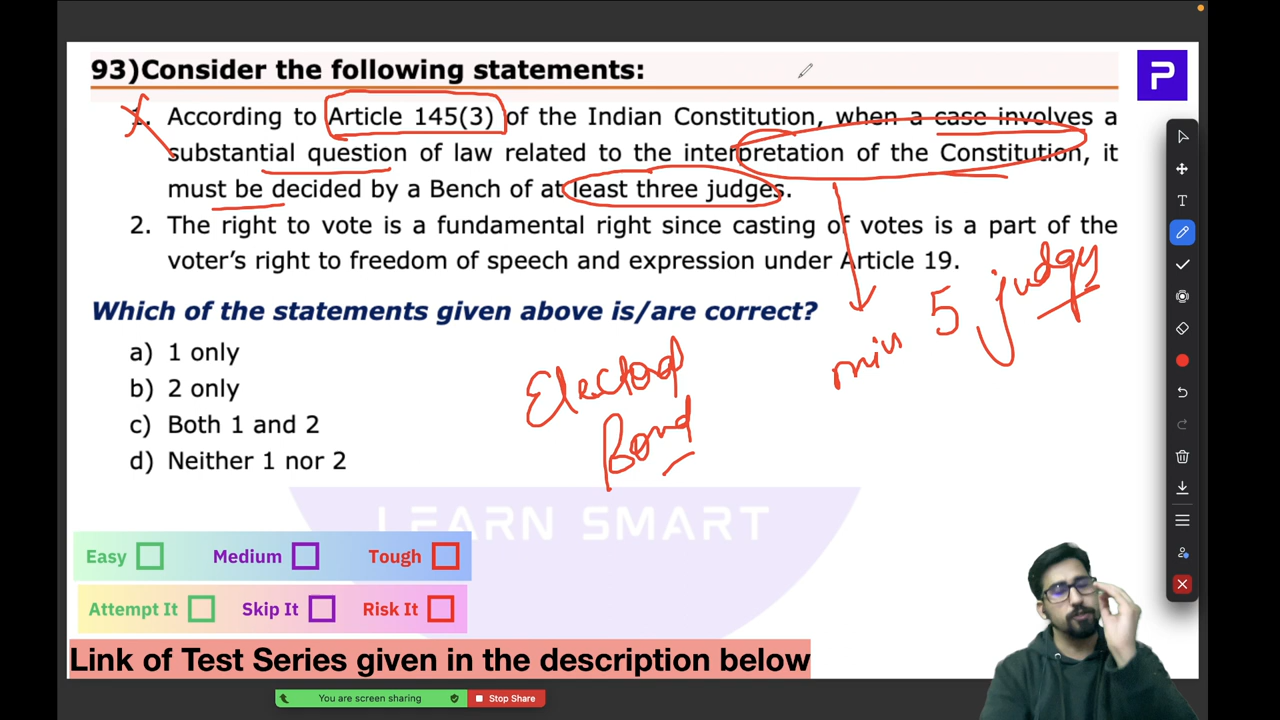 93)Consider the following statements:
1. According to Article 145(3) of the Indian Constitution, when a case involves a
substantial question of law related to the interpretation of the Constitution, it
must be decided by a Bench of at least three judges.
2. The right to vote is a fundamental right since casting of votes is a part of the
voter's right to freedom of speech and expression under Article 19.
Which of the statements given above is/are correct?
min 5 judges
a) 1 only
b) 2 only
c) Both 1 and 2
d) Neither 1 nor 2
Electoral
Bond
LEARN SMART
Easy Medium Tough
Attempt It Skip It Risk It
Link of Test Series given in the description below
You are screen sharing Stop Share
P
T